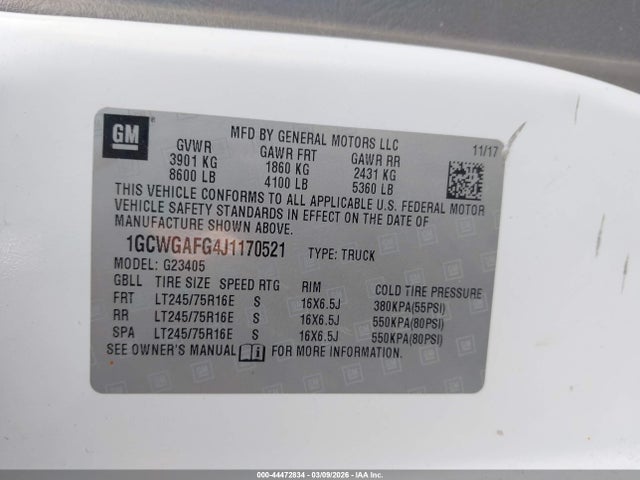 GM
MFD BY GENERAL MOTORS LLC
11/17
GVWR GAWR FRT GAWR RR
3901 KG 1860 KG 2431 KG
8600 LB 4100 LB 5360 LB
THIS VEHICLE CONFORMS TO ALL APPLICABLE U.S. FEDERAL MOTOR
VEHICLE SAFETY STANDARDS IN EFFECT ON THE DATE OF
MANUFACTURE SHOWN ABOVE.
1GCWGAFG4J1170521 TYPE: TRUCK
MODEL: G23405
GBLL TIRE SIZE SPEED RTG RIM COLD TIRE PRESSURE
FRT LT245/75R16E S 16X6.5J 380KPA(55PSI)
RR LT245/75R16E S 16X6.5J 550KPA(80PSI)
SPA LT245/75R16E S 16X6.5J 550KPA(80PSI)
SEE OWNER'S MANUAL FOR MORE INFORMATION.
000-44472834 - 03/09/2026 - IAA Inc.